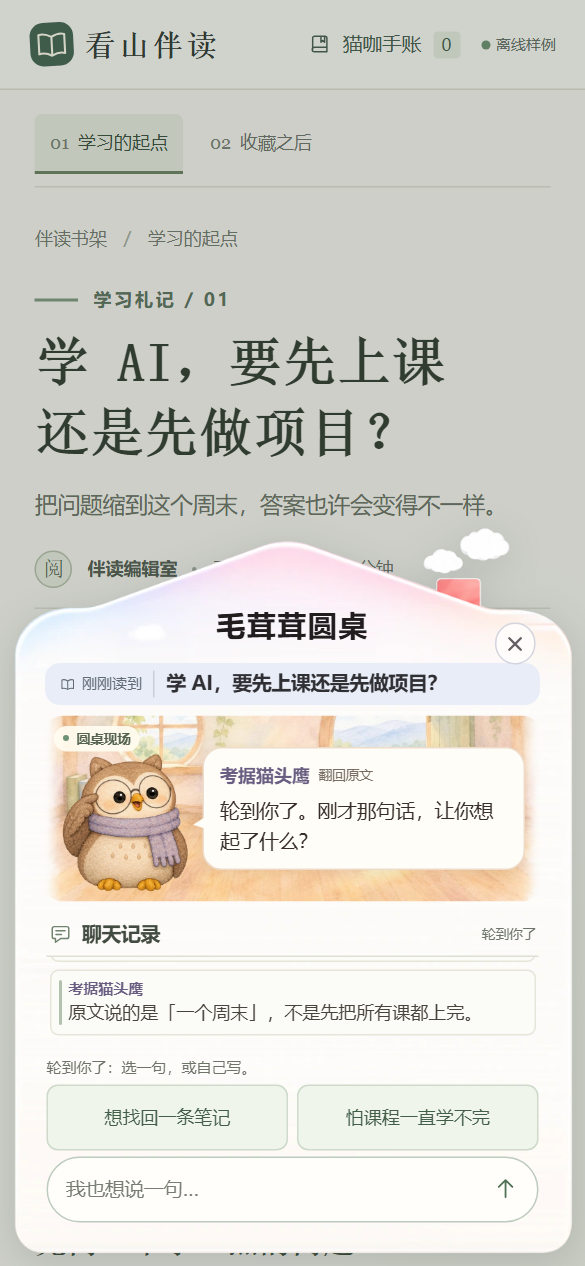 看山伴读
猫咖手账 0
离线样例
01 学习的起点
02 收藏之后
伴读书架 / 学习的起点
学习札记 / 01
学 AI，要先上课
还是先做项目？
把问题缩到这个周末，答案也许会变得不一样。
阅 伴读编辑室
分钟
毛茸茸圆桌
刚刚读到 学 AI，要先上课还是先做项目？
圆桌现场
考据猫头鹰 翻回原文
轮到你了。刚才那句话，让你想
起了什么？
聊天记录
轮到你了
考据猫头鹰
原文说的是「一个周末」，不是先把所有课都上完。
轮到你了：选一句，或自己写。
想找回一条笔记
怕课程一直学不完
我也想说一句...